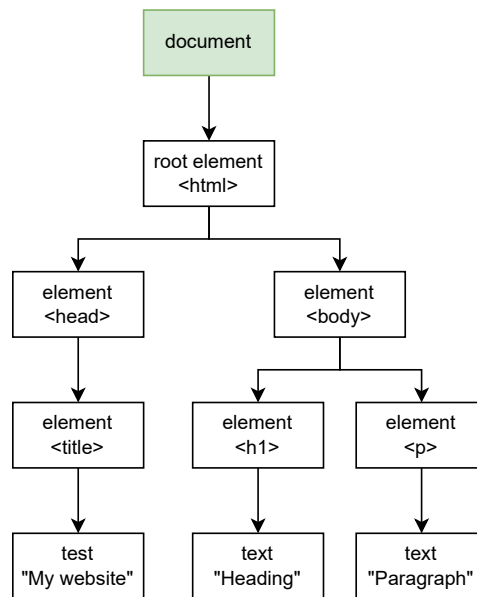 document
root element
<html>
element
<head>
element
<body>
element
<title>
element
<h1>
element
<p>
test
"My website"
text
"Heading"
text
"Paragraph"